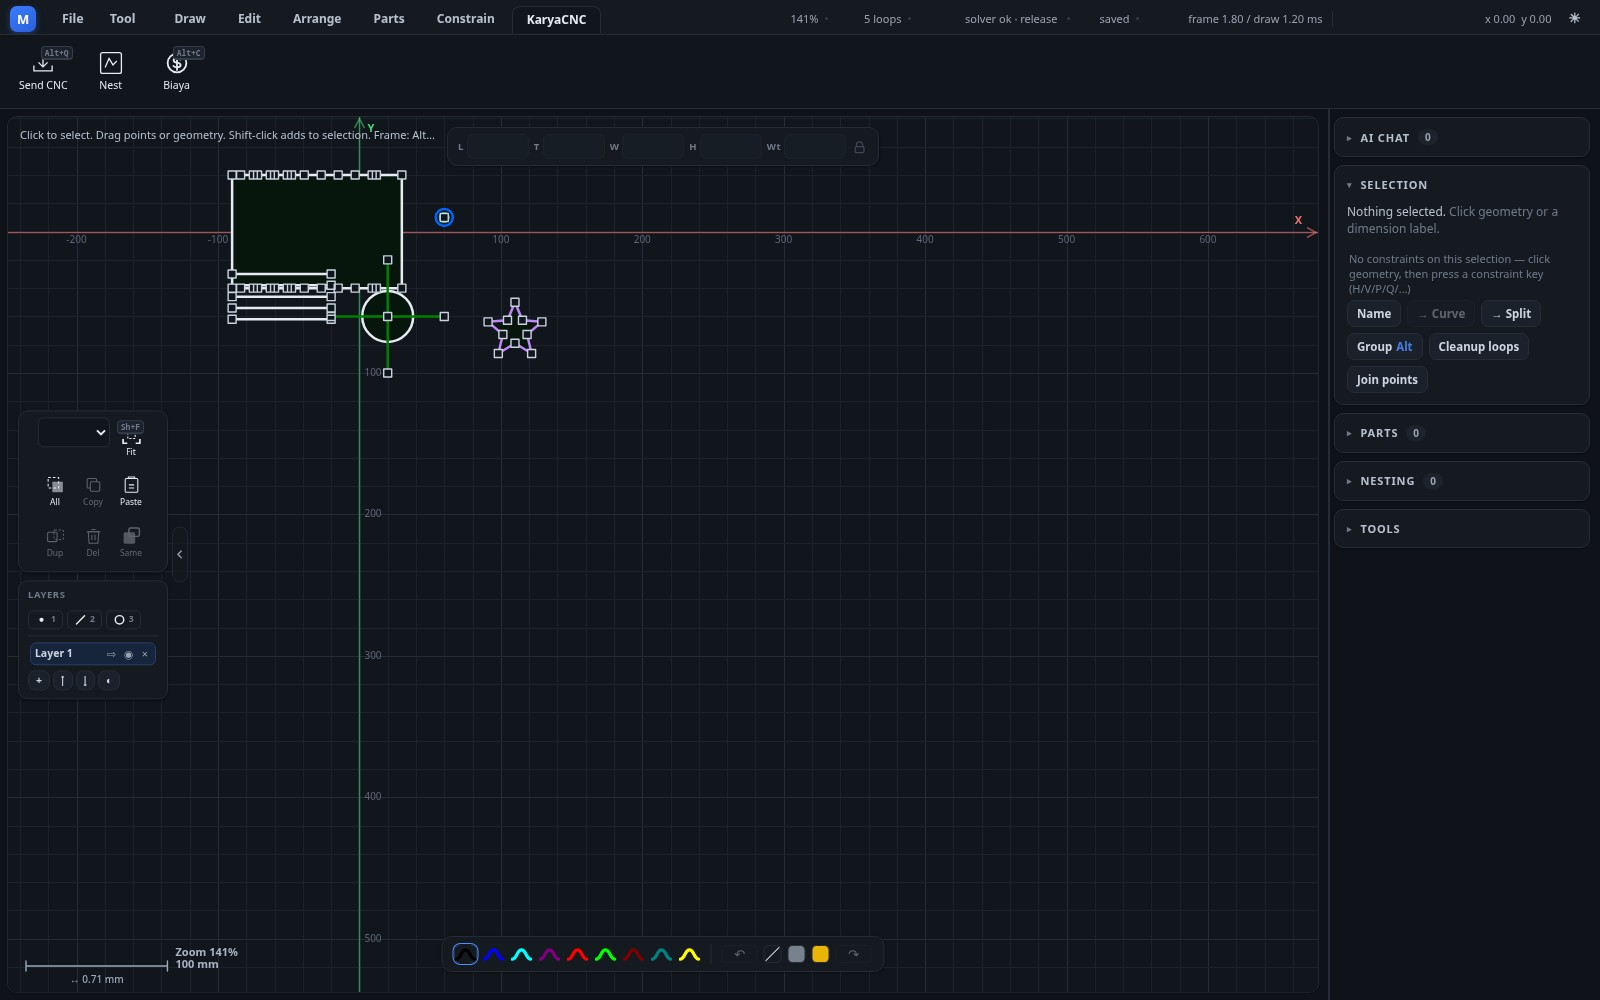 M File Tool Draw Edit Arrange Parts Constrain KaryaCNC 141% 5 loops solver ok · release saved frame 1.80 / draw 1.20 ms x 0.00 y 0.00
Alt+Q Alt+C
Send CNC Nest Biaya
Click to select. Drag points or geometry. Shift-click adds to selection. Frame: Alt...
Y
L T W H Wt
X
-200 -100 100 200 300 400 500 600
100
200
300
400
500
Sh+F
Fit
All Copy Paste
Dup Del Same
LAYERS
1 2 3
Layer 1
Zoom 141%
100 mm
↔ 0.71 mm
AI CHAT 0
SELECTION
Nothing selected. Click geometry or a
dimension label.
No constraints on this selection — click
geometry, then press a constraint key
(H/V/P/Q/...)
Name → Curve → Split
Group Alt Cleanup loops
Join points
PARTS 0
NESTING 0
TOOLS